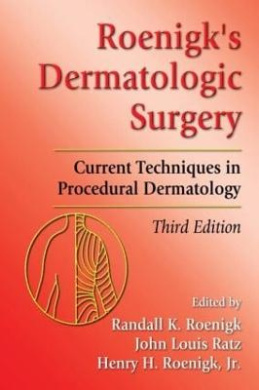 Roenigk's
Dermatologic
Surgery
Current Techniques in
Procedural Dermatology
Third Edition
Edited by
Randall K. Roenigk
John Louis Ratz
Henry H. Roenigk, Jr.